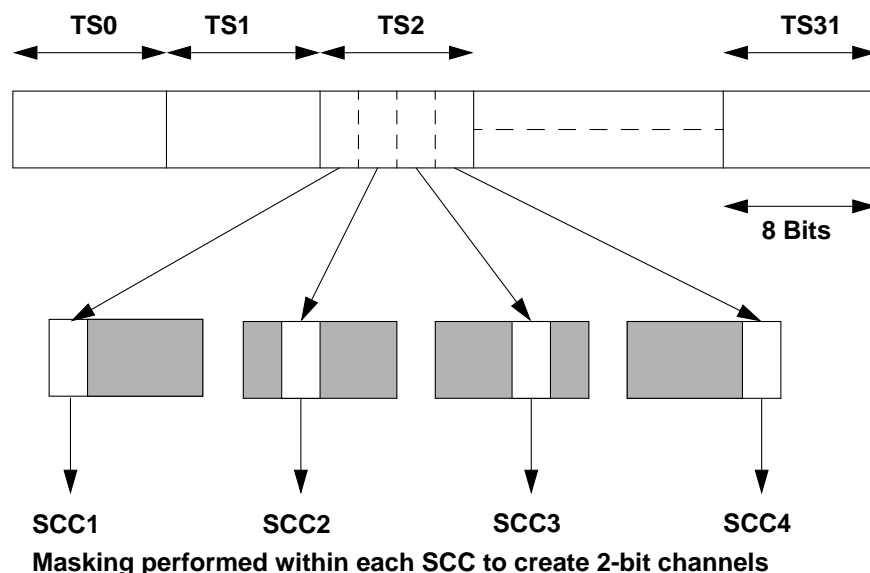 TS0 TS1 TS2 TS31
8 Bits
SCC1 SCC2 SCC3 SCC4
Masking performed within each SCC to create 2-bit channels